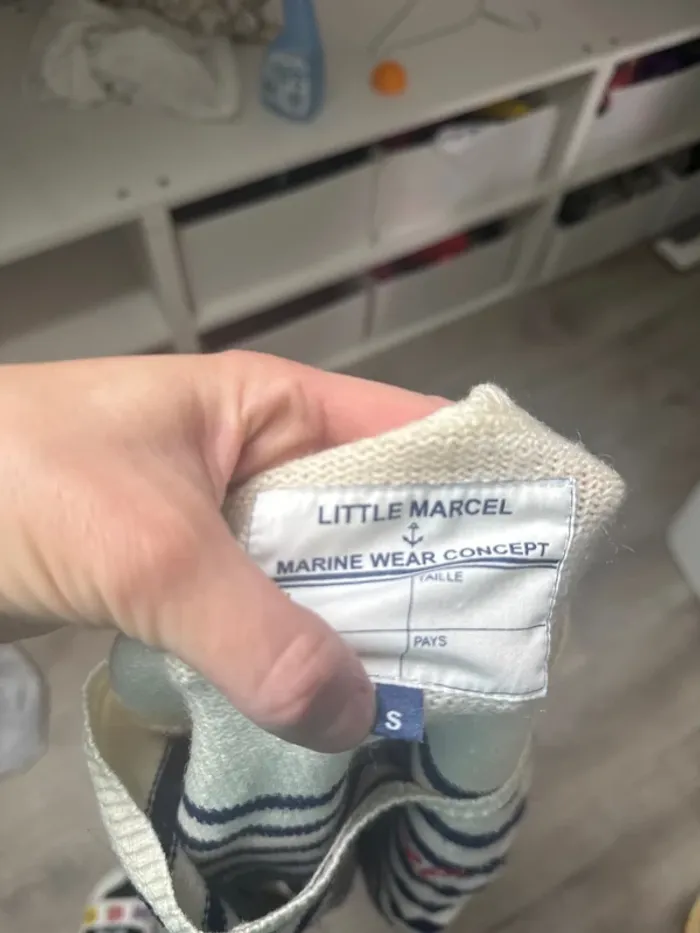 LITTLE MARCEL
MARINE WEAR CONCEPT
TAILLE
PAYS
S